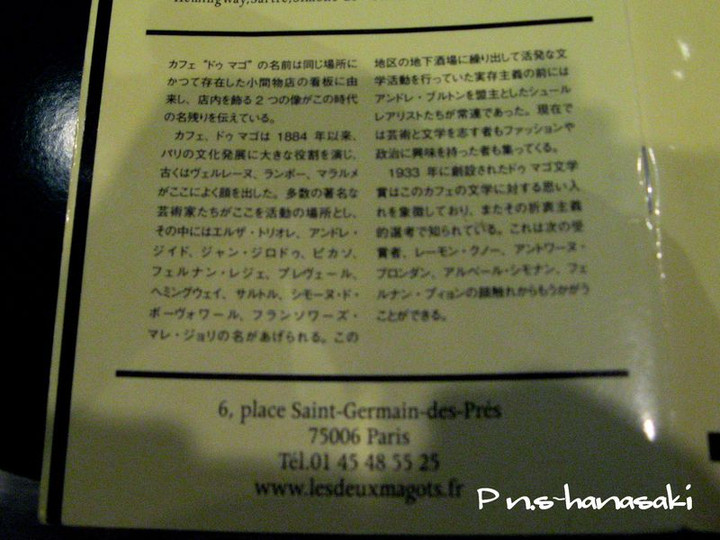 Hemingway, Sartre, Simone de
カフェ "ドゥ マゴ" の名前は同じ場所に
かつて存在した小間物店の看板に由
来し、店内を飾る 2 つの像がこの時代
の名残りを伝えている。
カフェ、ドゥ マゴは 1884 年以来、
パリの文化発展に大きな役割を演じ、
古くはヴェルレーヌ、ランボー、マラルメ
がここによく顔を出した。多数の著名な
芸術家たちがここを活動の場所とし、
その中にはエルザ・トリオレ、アンドレ・
ジイド、ジャン・ジロドゥ、ピカソ、
フェルナン・レジェ、プレヴェール、
ヘミングウェイ、サルトル、シモーヌ・ド・
ボーヴォワール、フランソワーズ・
マレ・ジョリの名があげられる。この
地区の地下酒場に繰り出して活発な文
学活動を行っていた実存主義の前には
アンドレ・ブルトンを盟主としたシュール
レアリストたちが常連であった。現在で
は芸術と文学を志す者もファッションや
政治に興味を持った者も集ってくる。
1933 年に創設されたドゥ マゴ文学
賞はこのカフェの文学に対する思い入
れを象徴しており、またその折衷主義
的選考で知られている。これは次の受
賞者、レーモン・クノー、アントワーヌ・
ブロンダン、アルベール・シモナン、フェ
ルナン・ブィヨンの顔触れからもうかがう
ことができる。
6, place Saint-Germain-des-Prés
75006 Paris
Tél.01 45 48 55 25
www.lesdeuxmagots.fr
P n.s-hanasaki